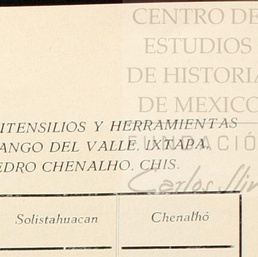 CENTRO DE
ESTUDIOS
DE HISTORIA
DE MEXICO
ITENSILIOS Y HERRAMIENTAS
ANGO DEL VALLE, IXTAPA,
FUNDACIÓN
EDRO CHENALHO, CHIS.
Carlos Slim
Solistahuacan Chenalhó